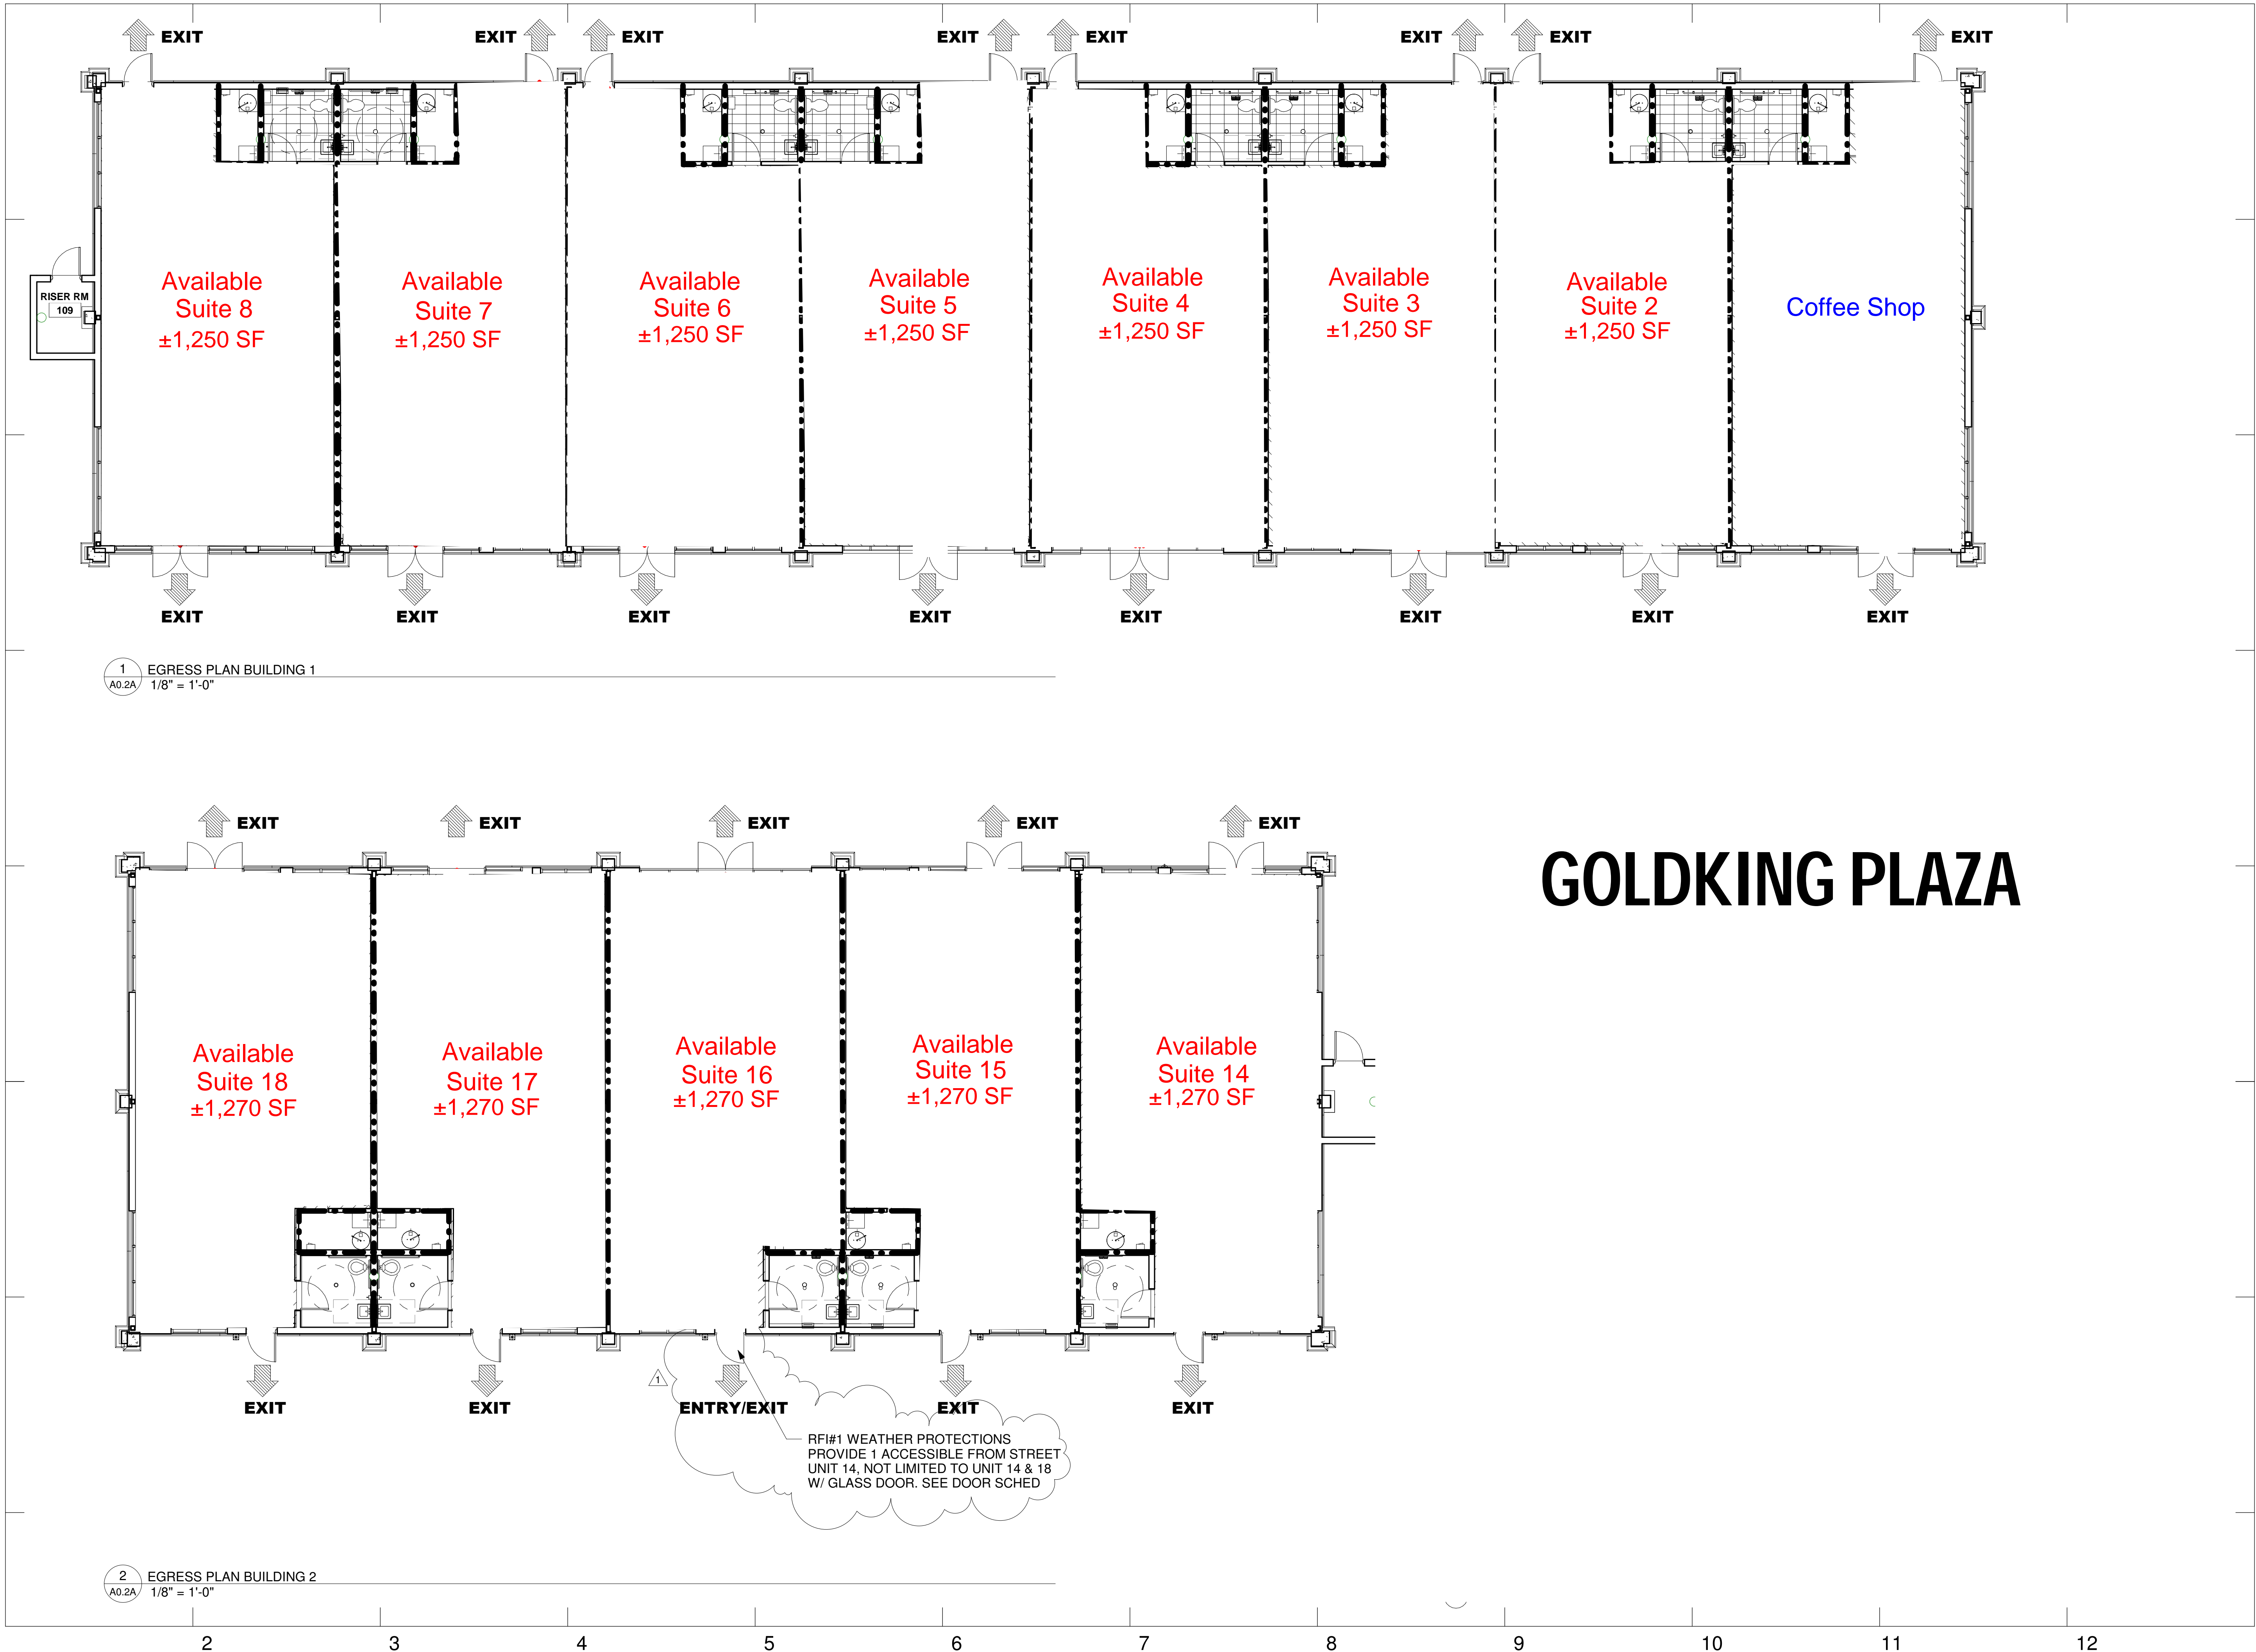 EXIT
EXIT
EXIT
EXIT
EXIT
EXIT
EXIT
EXIT
RISER RM
109
Available
Suite 8
±1,250 SF
Available
Suite 7
±1,250 SF
Available
Suite 6
±1,250 SF
Available
Suite 5
±1,250 SF
Available
Suite 4
±1,250 SF
Available
Suite 3
±1,250 SF
Available
Suite 2
±1,250 SF
Coffee Shop
EXIT
EXIT
EXIT
EXIT
EXIT
EXIT
EXIT
EXIT
1
A0.2A
EGRESS PLAN BUILDING 1
1/8" = 1'-0"
EXIT
EXIT
EXIT
EXIT
EXIT
GOLDKING PLAZA
Available
Suite 18
±1,270 SF
Available
Suite 17
±1,270 SF
Available
Suite 16
±1,270 SF
Available
Suite 15
±1,270 SF
Available
Suite 14
±1,270 SF
1
EXIT
EXIT
ENTRY/EXIT
EXIT
EXIT
RFI#1 WEATHER PROTECTIONS
PROVIDE 1 ACCESSIBLE FROM STREET
UNIT 14, NOT LIMITED TO UNIT 14 & 18
W/ GLASS DOOR. SEE DOOR SCHED
2
A0.2A
EGRESS PLAN BUILDING 2
1/8" = 1'-0"
2 3 4 5 6 7 8 9 10 11 12